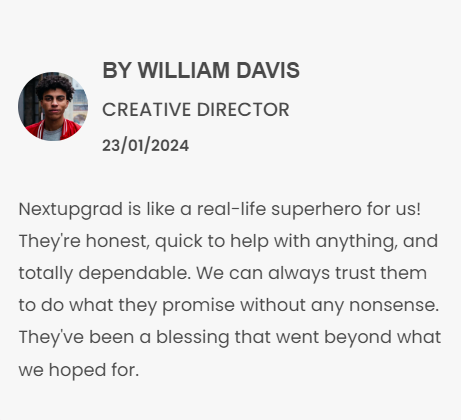 BY WILLIAM DAVIS
CREATIVE DIRECTOR
23/01/2024
Nextupgrad is like a real-life superhero for us!
They're honest, quick to help with anything, and
totally dependable. We can always trust them
to do what they promise without any nonsense.
They've been a blessing that went beyond what
we hoped for.